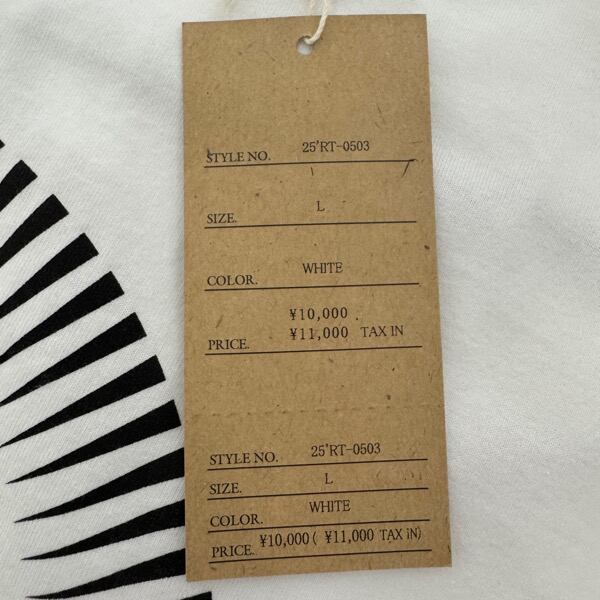 STYLE NO. 25'RT-0503
SIZE. L
COLOR. WHITE
¥10,000
PRICE. ¥11,000 TAX IN
STYLE NO. 25'RT-0503
SIZE. L
COLOR. WHITE
PRICE. ¥10,000 ( ¥11,000 TAX IN)